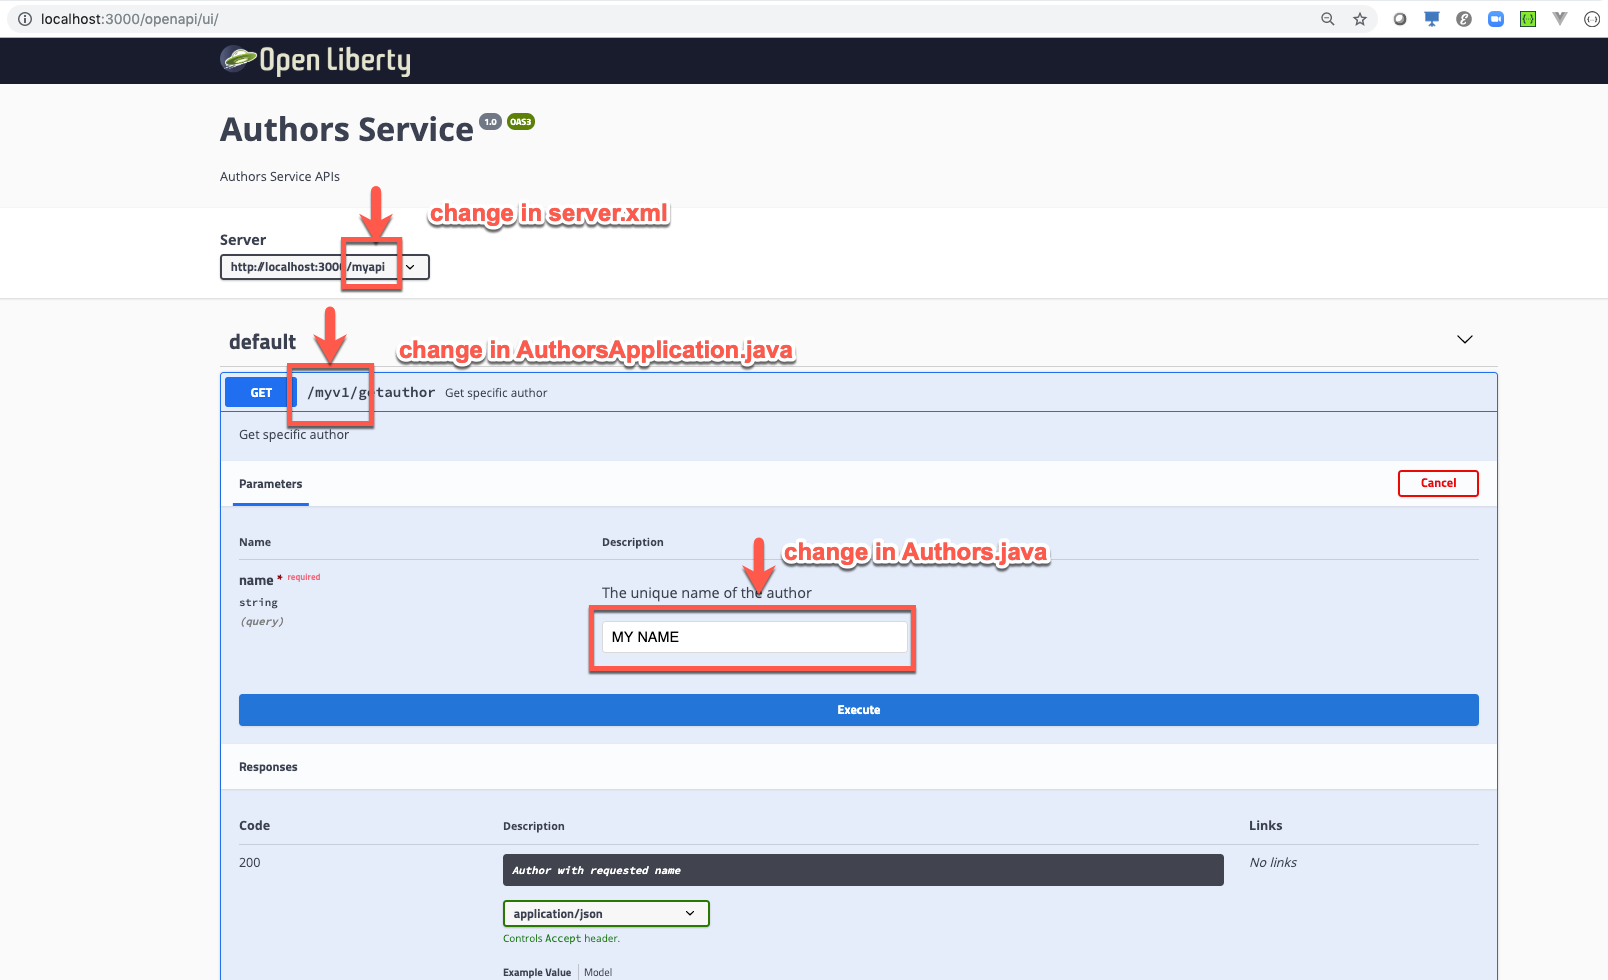 localhost:3000/openapi/ui/
Open Liberty
Authors Service 1.0 OAS3
Authors Service APIs
change in server.xml
Server
http://localhost:3000/myapi
default
change in AuthorsApplication.java
GET /myv1/getauthor Get specific author
Get specific author
Parameters
Cancel
Name Description
change in Authors.java
name * required
The unique name of the author
string
(query)
MY NAME
Execute
Responses
Code Description Links
200 Author with requested name No links
application/json
Controls Accept header.
Example Value Model